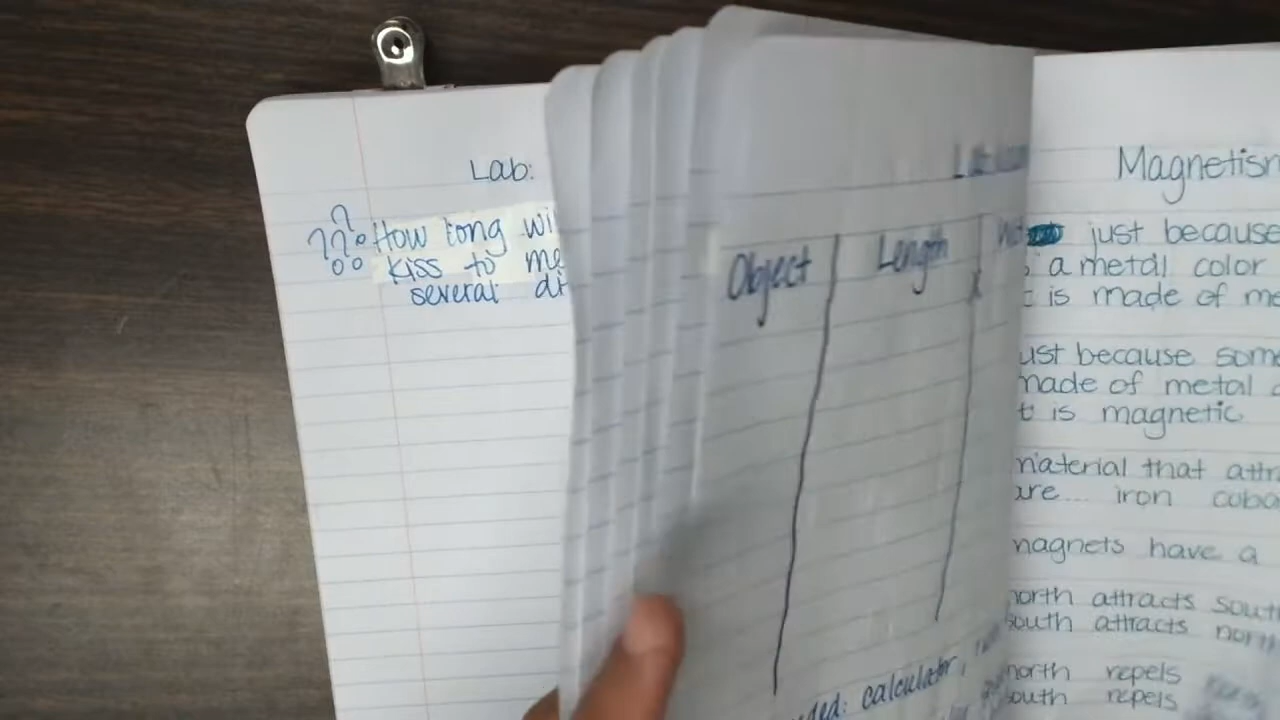 Lab:
??? How long wi
Kiss to me
several di
Object Length
ded: calculator,
Magnetism
just because
a metal color
is made of me
ust because some
made of metal
t is magnetic
material that attr
are.... iron coba
magnets have a
north attracts south
south attracts north
north repels
south repels